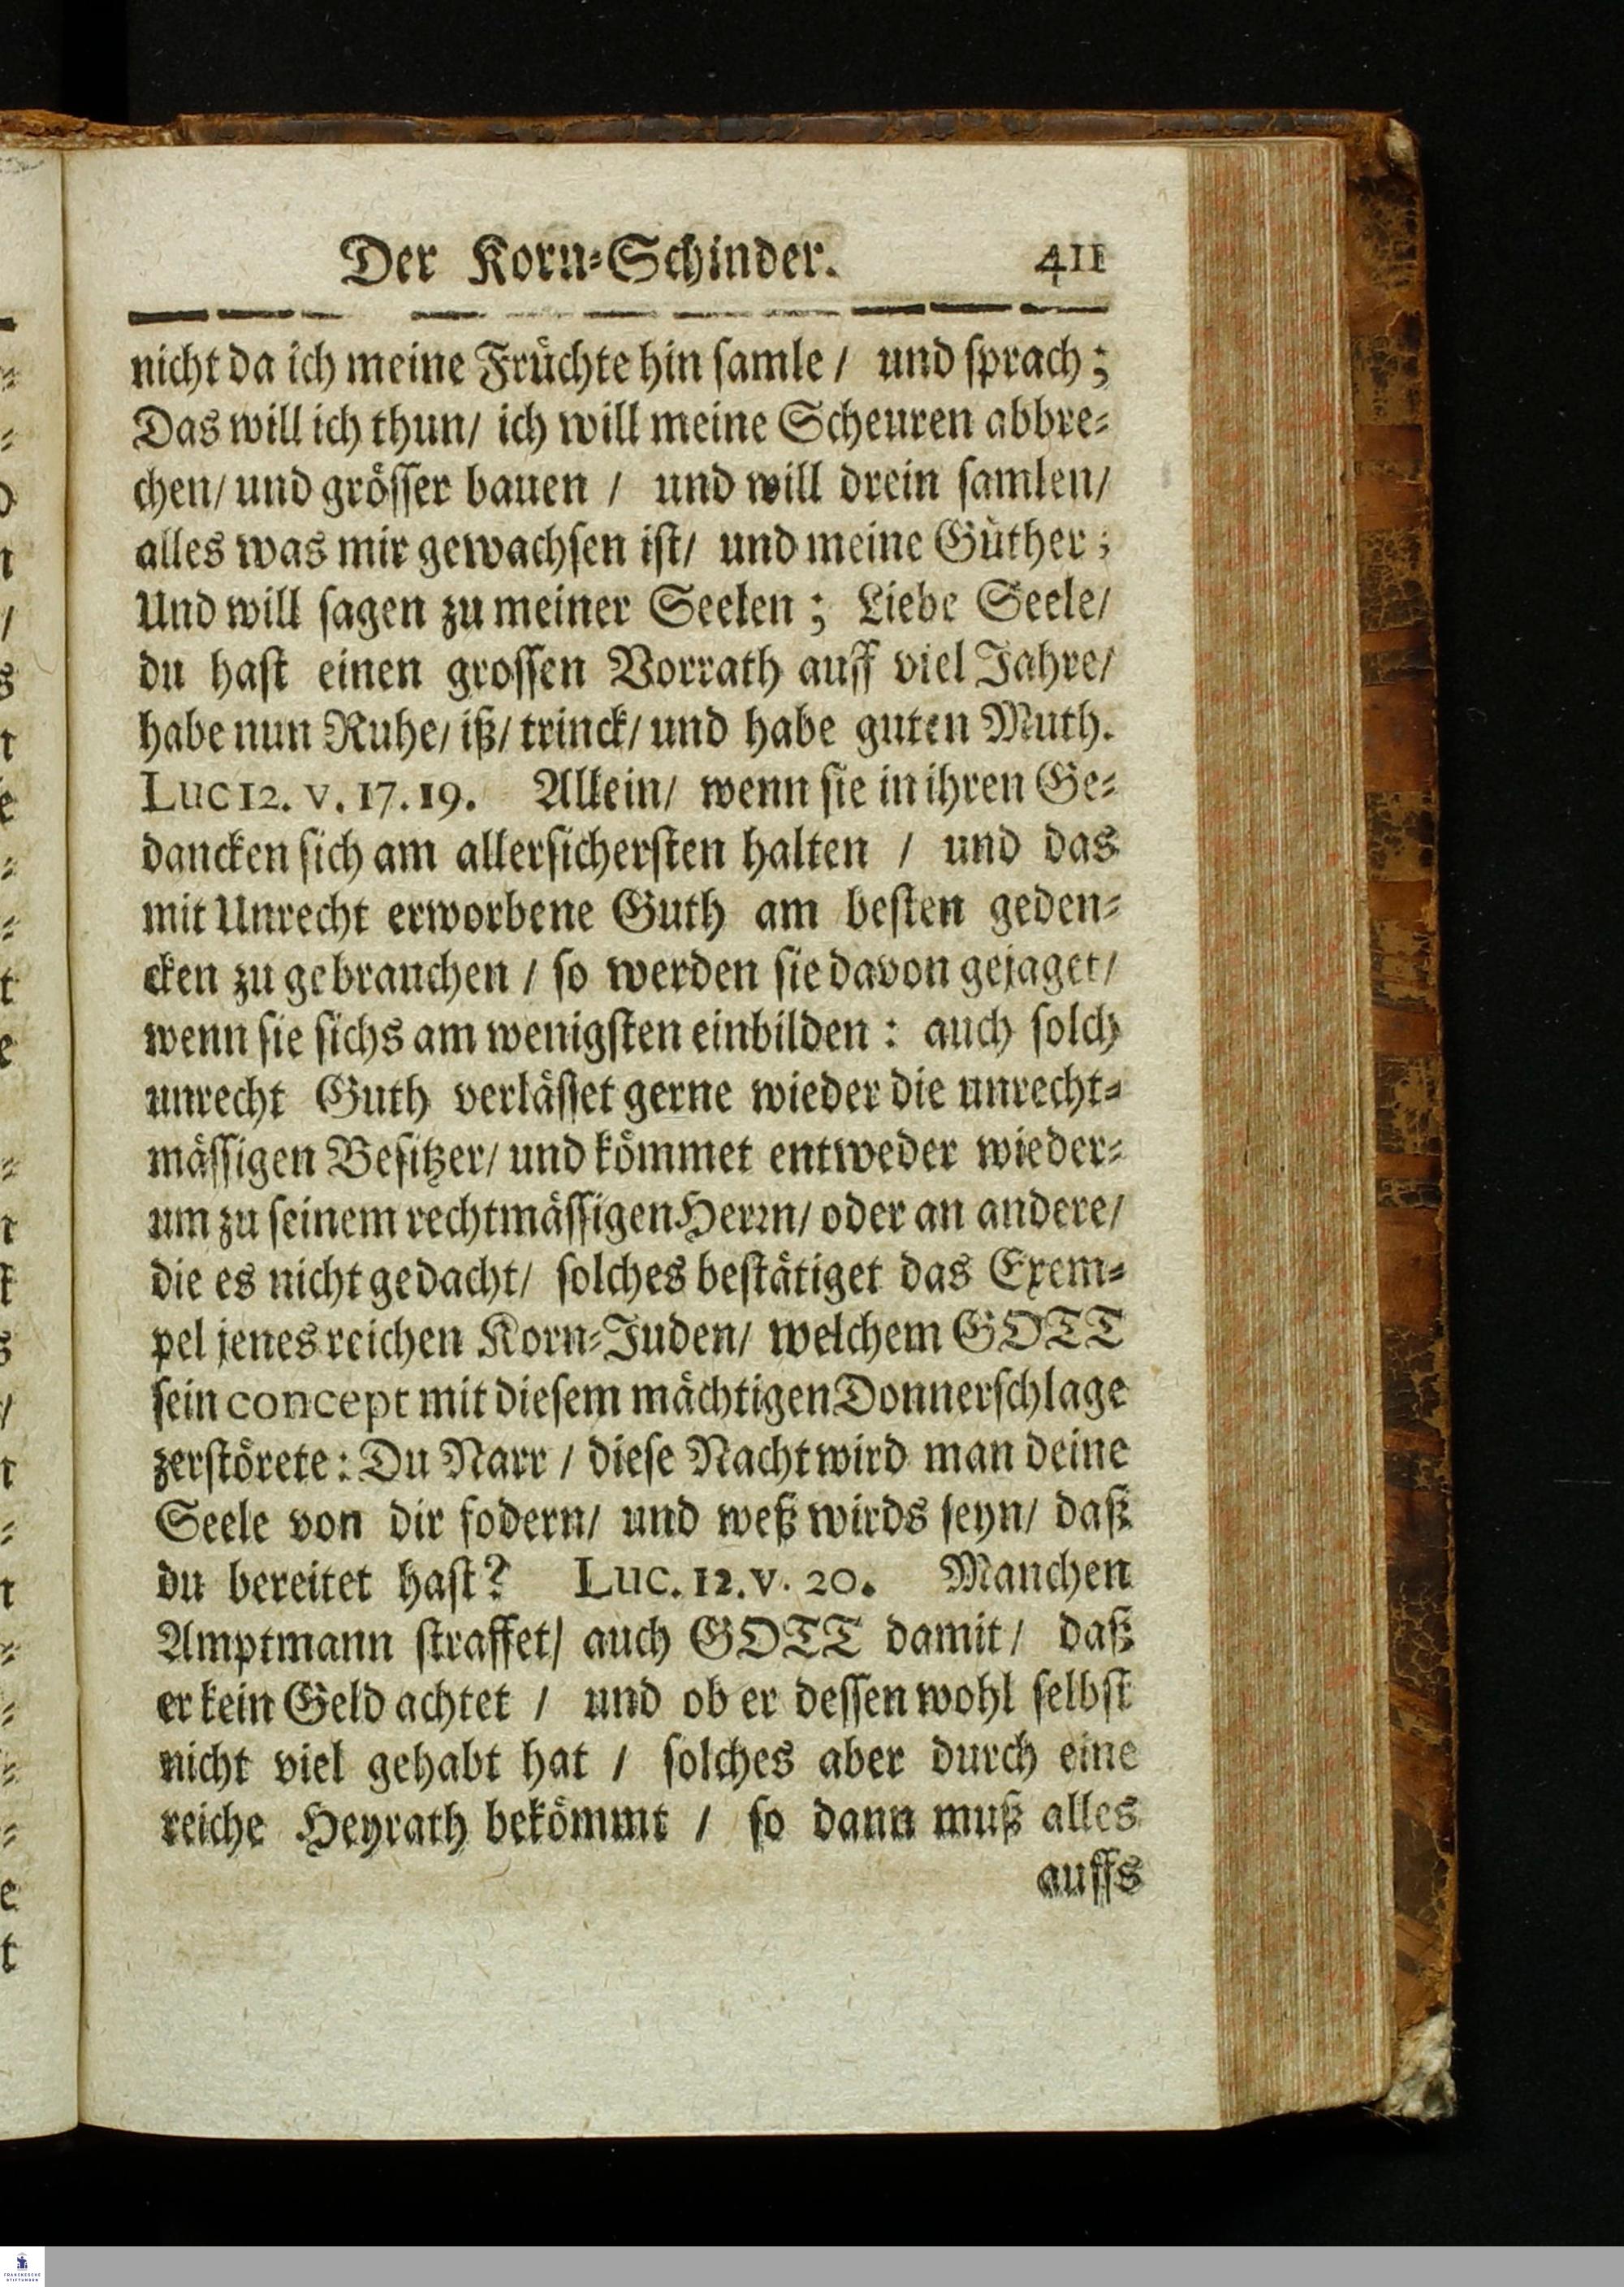 Der Korn-Schinder. 411
nicht da ich meine Früchte hin samle / und sprach;
Das will ich thun/ ich will meine Scheuren abbre-
chen/ und grösser bauen / und will drein samlen/
alles was mir gewachsen ist/ und meine Güther;
Und will sagen zu meiner Seelen; Liebe Seele/
du hast einen grossen Vorrath auff viel Jahre/
habe nun Ruhe/ iß/ trinck/ und habe guten Muth.
Luc 12. v. 17. 19. Allein/ wenn sie in ihren Ge-
dancken sich am allersichersten halten / und das
mit Unrecht erworbene Guth am besten geden-
cken zu gebrauchen / so werden sie davon gejaget/
wenn sie sichs am wenigsten einbilden: auch solch
unrecht Guth verlässet gerne wieder die unrecht-
mässigen Besitzer/ und kömmet entweder wieder-
um zu seinem rechtmässigen Herrn/ oder an andere/
die es nicht gedacht/ solches bestätiget das Exem-
pel jenes reichen Korn-Juden/ welchem GOTT
sein concept mit diesem mächtigen Donnerschlage
zerstörete: Du Narr / diese Nacht wird man deine
Seele von dir fodern/ und weß wirds seyn/ daß
du bereitet hast? Luc. 12. v. 20. Manchen
Amptmann straffet/ auch GOTT damit/ daß
er kein Geld achtet / und ob er dessen wohl selbst
nicht viel gehabt hat / solches aber durch eine
reiche Heyrath bekömmt / so dann muß alles
auffs
FRANCKESCHE
STIFTUNGEN